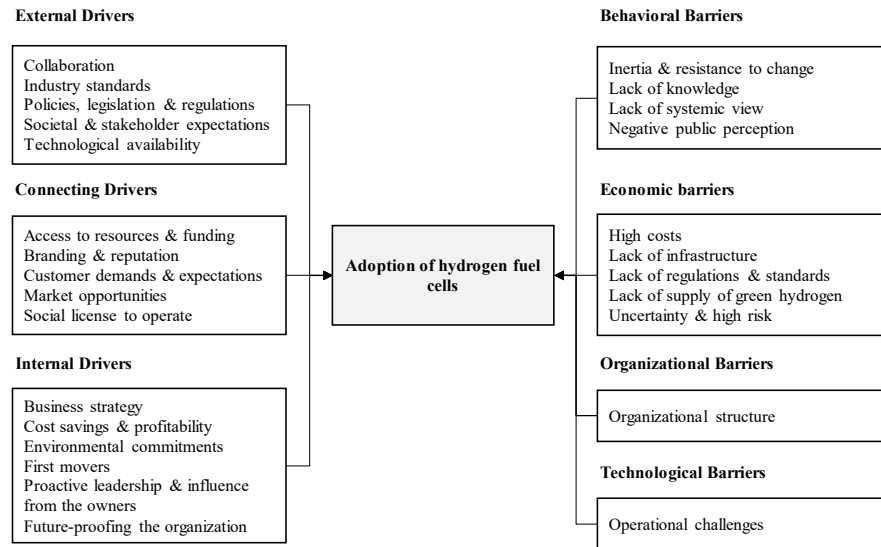 External Drivers
Collaboration
Industry standards
Policies, legislation & regulations
Societal & stakeholder expectations
Technological availability
Connecting Drivers
Access to resources & funding
Branding & reputation
Customer demands & expectations
Market opportunities
Social license to operate
Internal Drivers
Business strategy
Cost savings & profitability
Environmental commitments
First movers
Proactive leadership & influence
from the owners
Future-proofing the organization
Adoption of hydrogen fuel
cells
Behavioral Barriers
Inertia & resistance to change
Lack of knowledge
Lack of systemic view
Negative public perception
Economic barriers
High costs
Lack of infrastructure
Lack of regulations & standards
Lack of supply of green hydrogen
Uncertainty & high risk
Organizational Barriers
Organizational structure
Technological Barriers
Operational challenges